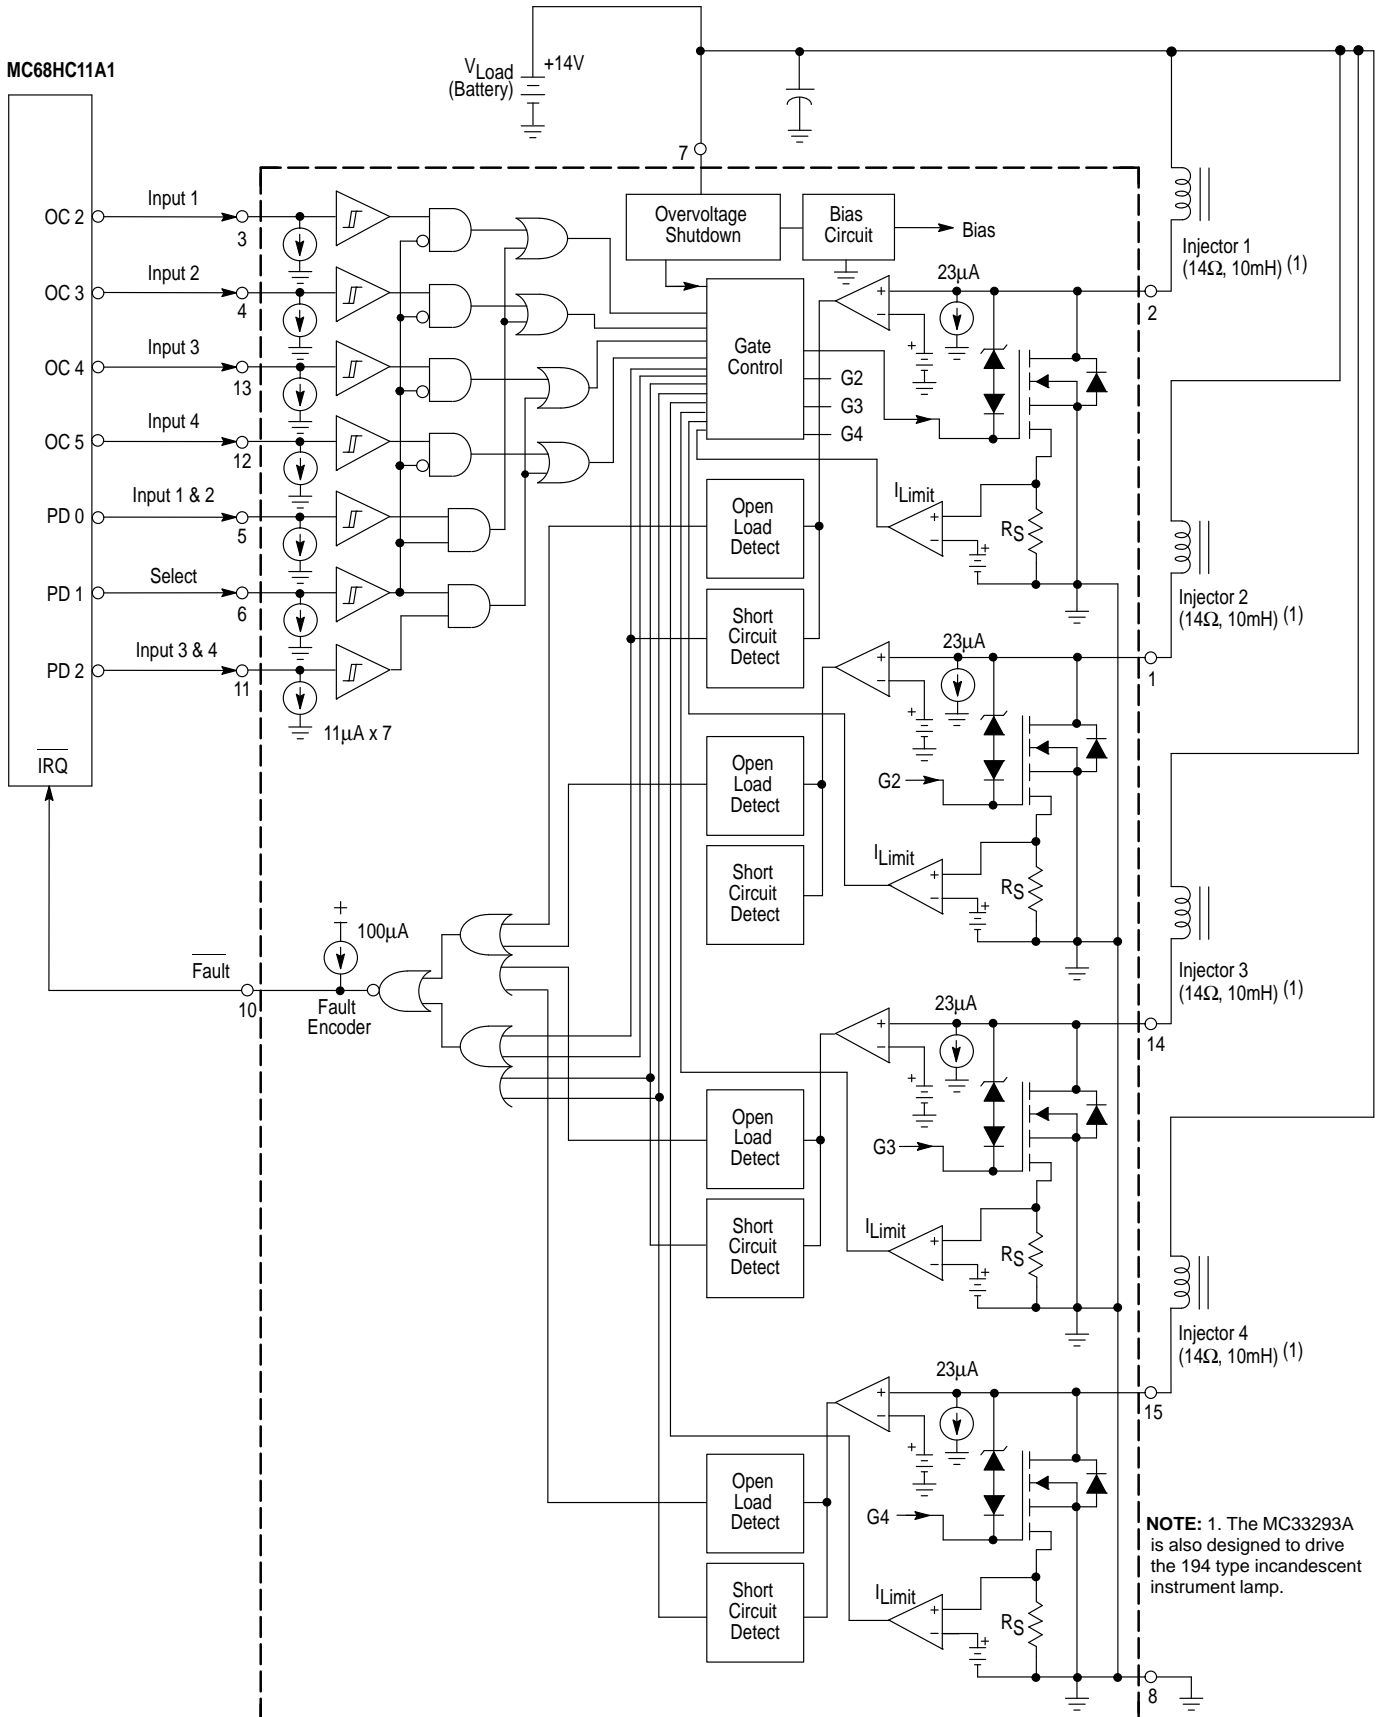 MC68HC11A1
VLoad
(Battery)
+14V
7
OC 2
Input 1
3
OC 3
Input 2
4
OC 4
Input 3
13
OC 5
Input 4
12
PD 0
Input 1 & 2
5
PD 1
Select
6
PD 2
Input 3 & 4
11
11µA x 7
IRQ
Overvoltage
Shutdown
Bias
Circuit
Bias
Gate
Control
G2
G3
G4
23µA
+
–
+
2
Injector 1
(14Ω, 10mH) (1)
Open
Load
Detect
ILimit
+
–
+
RS
Short
Circuit
Detect
Injector 2
(14Ω, 10mH) (1)
23µA
+
–
+
1
Open
Load
Detect
G2
Short
Circuit
Detect
ILimit
+
–
+
RS
Injector 3
(14Ω, 10mH) (1)
+
100µA
Fault
10
Fault
Encoder
23µA
+
–
+
14
Open
Load
Detect
G3
Short
Circuit
Detect
ILimit
+
–
+
RS
Injector 4
(14Ω, 10mH) (1)
23µA
+
–
+
15
Open
Load
Detect
G4
NOTE: 1. The MC33293A
is also designed to drive
the 194 type incandescent
instrument lamp.
Short
Circuit
Detect
ILimit
+
–
+
RS
8